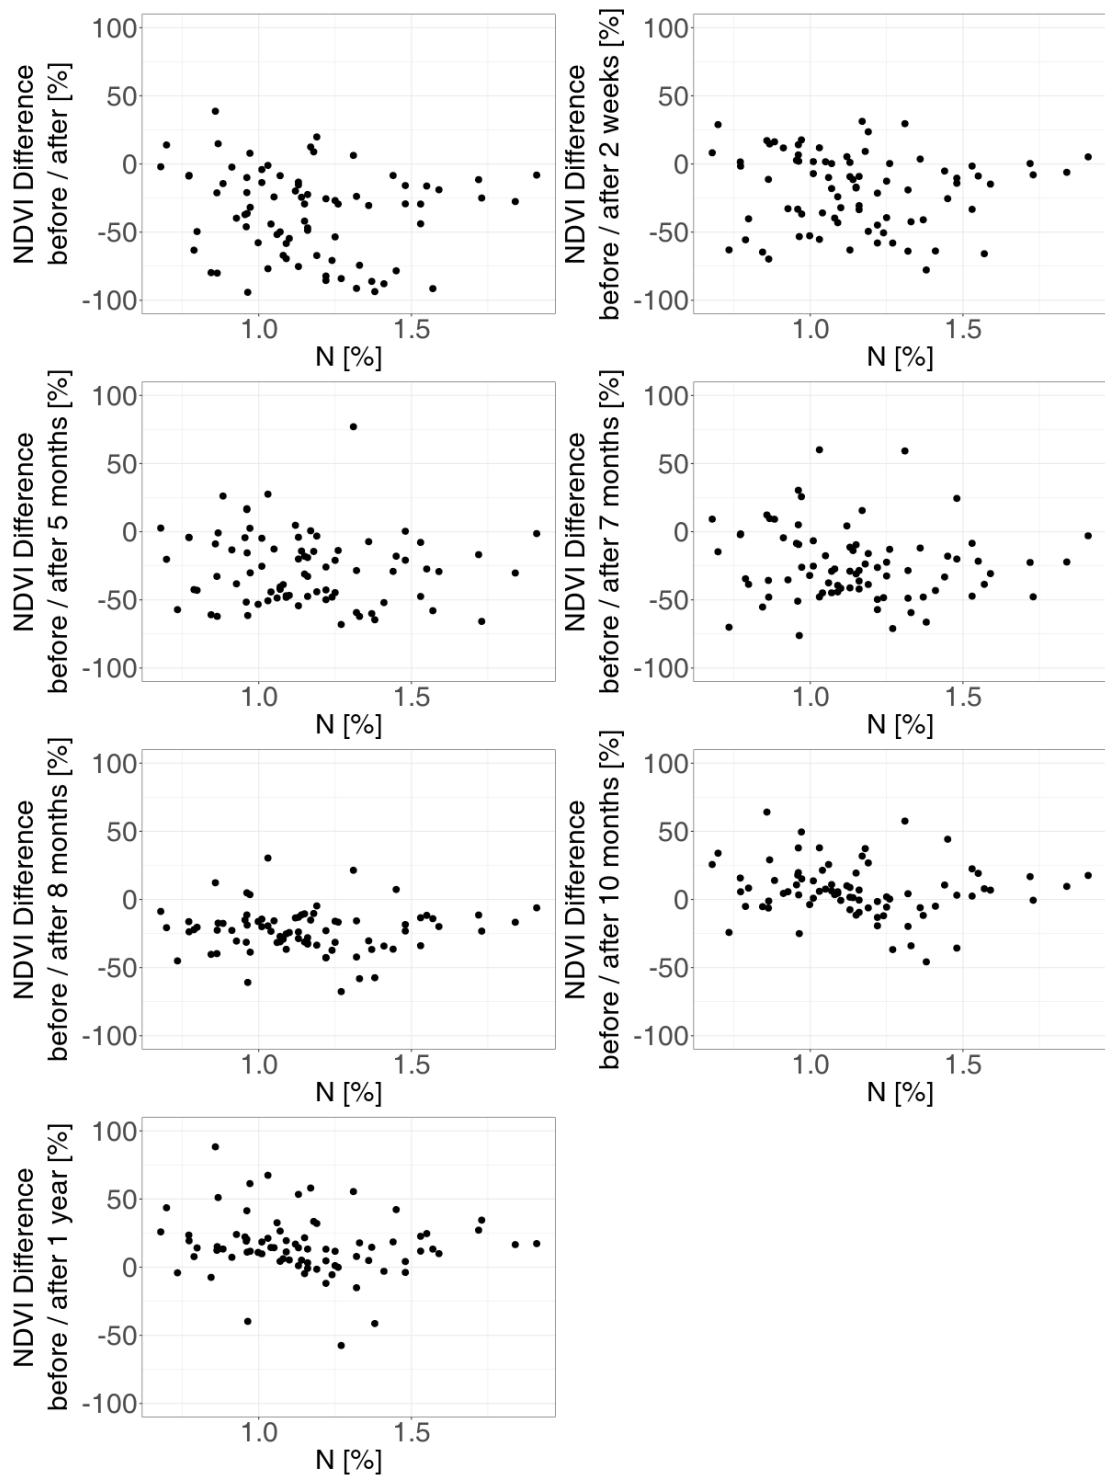 NDVI Difference
before / after [%]
100
50
0
-50
-100
1.0 1.5
N [%]
NDVI Difference
before / after 2 weeks [%]
100
50
0
-50
-100
1.0 1.5
N [%]
NDVI Difference
before / after 5 months [%]
100
50
0
-50
-100
1.0 1.5
N [%]
NDVI Difference
before / after 7 months [%]
100
50
0
-50
-100
1.0 1.5
N [%]
NDVI Difference
before / after 8 months [%]
100
50
0
-50
-100
1.0 1.5
N [%]
NDVI Difference
before / after 10 months [%]
100
50
0
-50
-100
1.0 1.5
N [%]
NDVI Difference
before / after 1 year [%]
100
50
0
-50
-100
1.0 1.5
N [%]